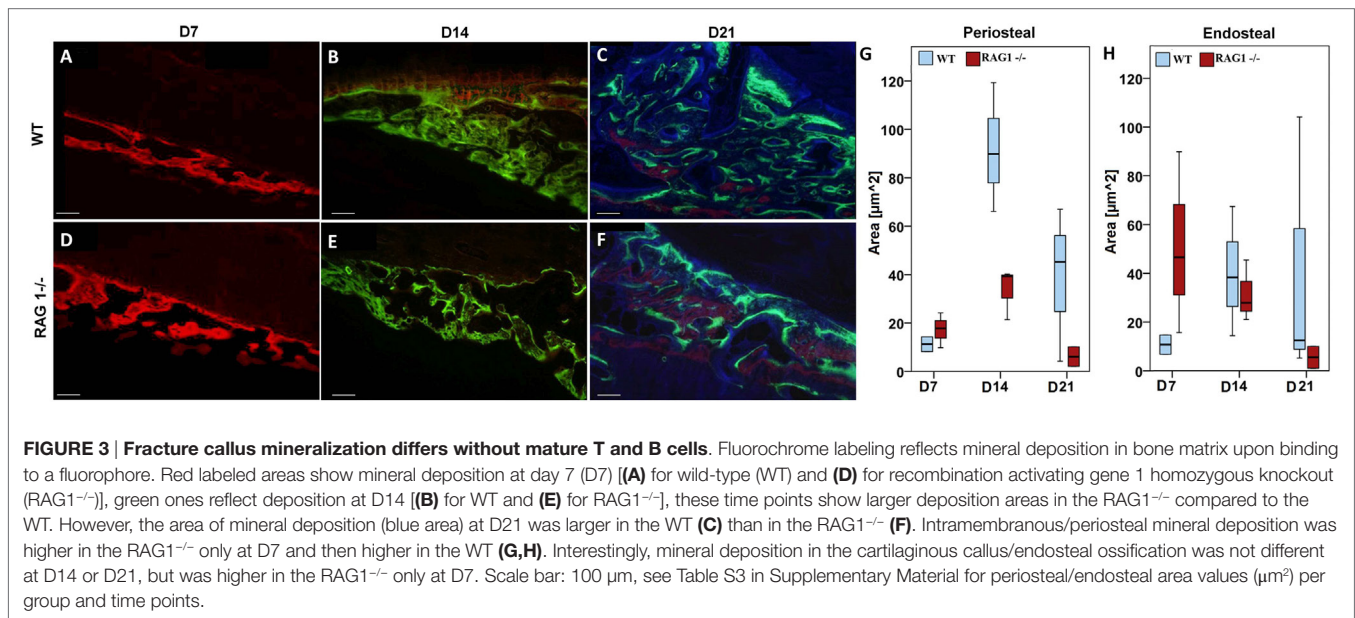 D7
D14
D21
WT
RAG 1-/-
A
B
C
D
E
F
G
Periosteal
WT
RAG1 -/-
Area [µm^2]
120
100
80
60
40
20
0
D7
D14
D21
H
Endosteal
WT
RAG1 -/-
Area [µm^2]
120
100
80
60
40
20
0
D7
D14
D21
FIGURE 3 | Fracture callus mineralization differs without mature T and B cells. Fluorochrome labeling reflects mineral deposition in bone matrix upon binding
to a fluorophore. Red labeled areas show mineral deposition at day 7 (D7) [(A) for wild-type (WT) and (D) for recombination activating gene 1 homozygous knockout
(RAG1−/−)], green ones reflect deposition at D14 [(B) for WT and (E) for RAG1−/−], these time points show larger deposition areas in the RAG1−/− compared to the
WT. However, the area of mineral deposition (blue area) at D21 was larger in the WT (C) than in the RAG1−/− (F). Intramembranous/periosteal mineral deposition was
higher in the RAG1−/− only at D7 and then higher in the WT (G,H). Interestingly, mineral deposition in the cartilaginous callus/endosteal ossification was not different
at D14 or D21, but was higher in the RAG1−/− only at D7. Scale bar: 100 µm, see Table S3 in Supplementary Material for periosteal/endosteal area values (µm²) per
group and time points.